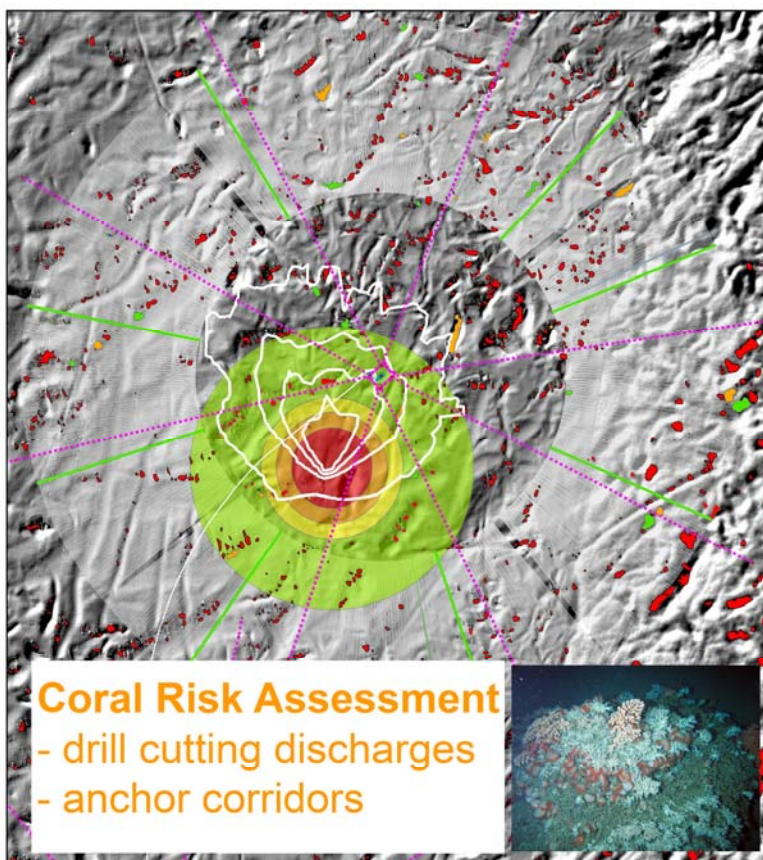 Coral Risk Assessment
- drill cutting discharges
- anchor corridors